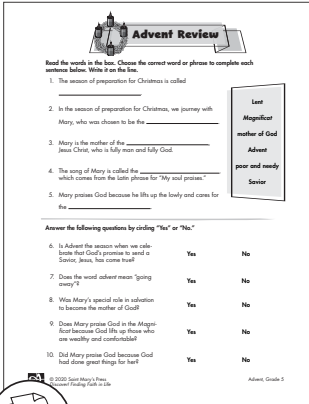 Advent Review
Read the words in the box. Choose the correct word or phrase to complete each
sentence below. Write it on the line.
1. The season of preparation for Christmas is called
2. In the season of preparation for Christmas, we journey with
Mary, who was chosen to be the
3. Mary is the mother of the
Jesus Christ, who is fully man and fully God.
4. The song of Mary is called the
which comes from the Latin phrase for "My soul praises."
5. Mary praises God because he lifts up the lowly and cares for
the
Lent
Magnificat
mother of God
Advent
poor and needy
Savior
Answer the following questions by circling "Yes" or "No."
6. Is Advent the season when we cele-
brate that God's promise to send a
Savior, Jesus, has come true?
Yes No
7. Does the word advent mean "going
away"?
Yes No
8. Was Mary's special role in salvation
to become the mother of God?
Yes No
9. Does Mary praise God in the Magni-
ficat because God lifts up those who
are wealthy and comfortable?
Yes No
10. Did Mary praise God because God
had done great things for her?
Yes No
© 2020 Saint Mary's Press
Discover! Finding Faith in Life
Advent, Grade 5